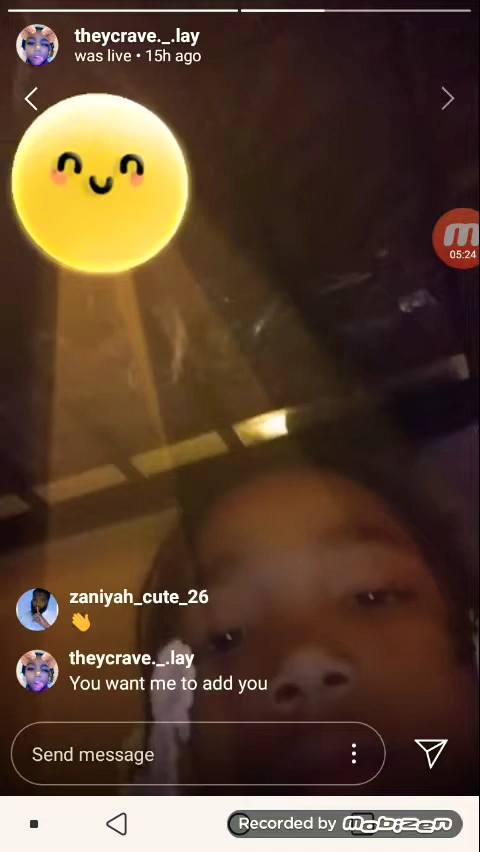 theycrave._.lay
was live • 15h ago
05:24
zaniyah_cute_26
👋
theycrave._.lay
You want me to add you
Send message
Recorded by mobizen